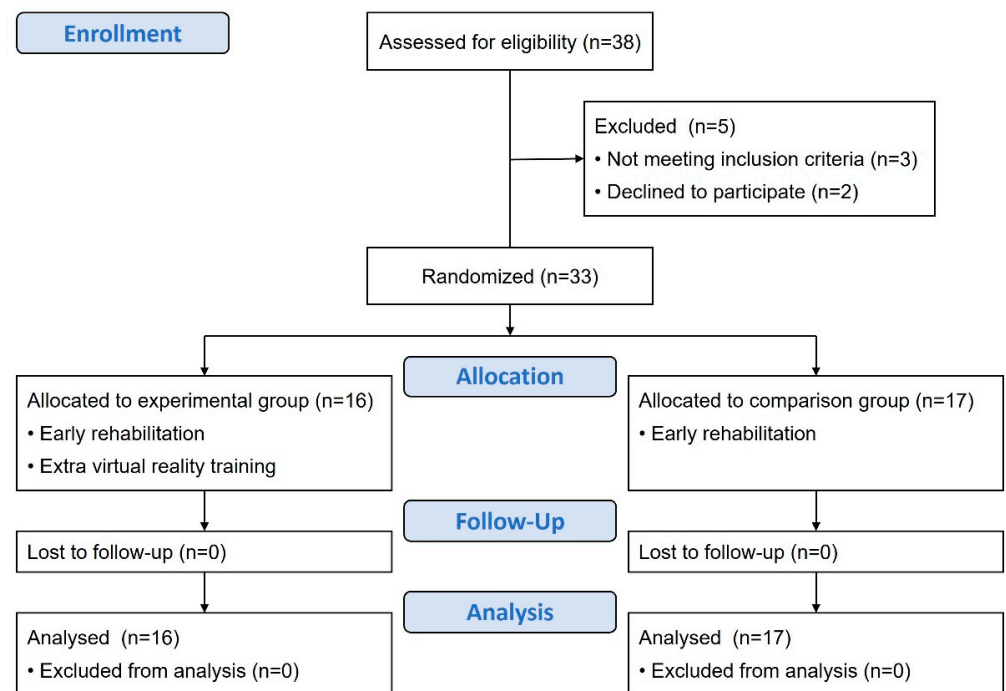 Enrollment
Assessed for eligibility (n=38)
Excluded (n=5)
• Not meeting inclusion criteria (n=3)
• Declined to participate (n=2)
Randomized (n=33)
Allocation
Allocated to experimental group (n=16)
• Early rehabilitation
• Extra virtual reality training
Allocated to comparison group (n=17)
• Early rehabilitation
Follow-Up
Lost to follow-up (n=0)
Lost to follow-up (n=0)
Analysis
Analysed (n=16)
• Excluded from analysis (n=0)
Analysed (n=17)
• Excluded from analysis (n=0)